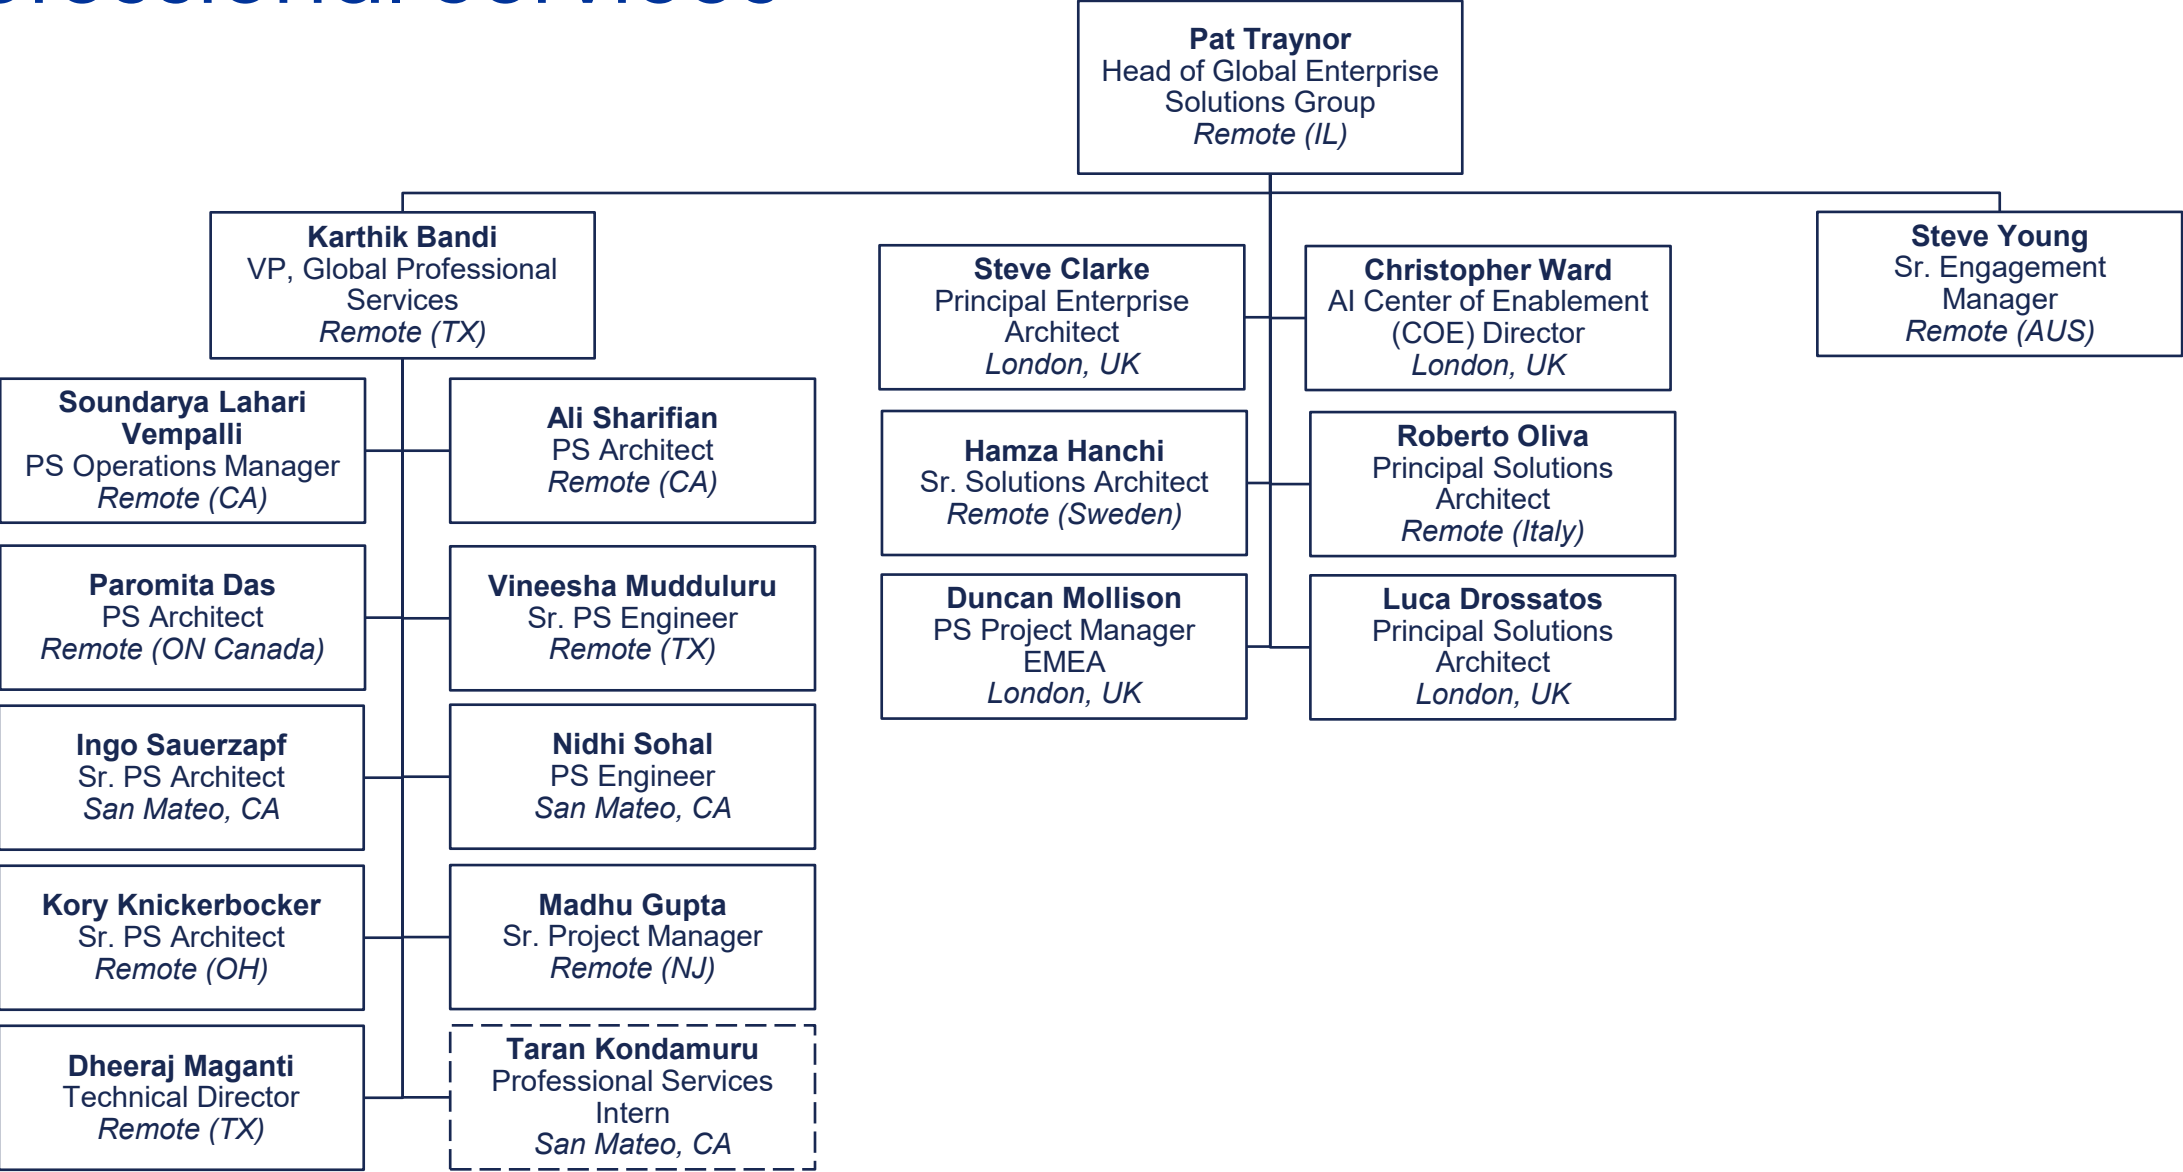 Pat Traynor
Head of Global Enterprise
Solutions Group
Remote (IL)
Karthik Bandi
VP, Global Professional
Services
Remote (TX)
Soundarya Lahari
Vempalli
PS Operations Manager
Remote (CA)
Ali Sharifian
PS Architect
Remote (CA)
Paromita Das
PS Architect
Remote (ON Canada)
Vineesha Mudduluru
Sr. PS Engineer
Remote (TX)
Ingo Sauerzapf
Sr. PS Architect
San Mateo, CA
Nidhi Sohal
PS Engineer
San Mateo, CA
Kory Knickerbocker
Sr. PS Architect
Remote (OH)
Madhu Gupta
Sr. Project Manager
Remote (NJ)
Dheeraj Maganti
Technical Director
Remote (TX)
Taran Kondamuru
Professional Services
Intern
San Mateo, CA
Steve Clarke
Principal Enterprise
Architect
London, UK
Christopher Ward
AI Center of Enablement
(COE) Director
London, UK
Hamza Hanchi
Sr. Solutions Architect
Remote (Sweden)
Roberto Oliva
Principal Solutions
Architect
Remote (Italy)
Duncan Mollison
PS Project Manager
EMEA
London, UK
Luca Drossatos
Principal Solutions
Architect
London, UK
Steve Young
Sr. Engagement
Manager
Remote (AUS)